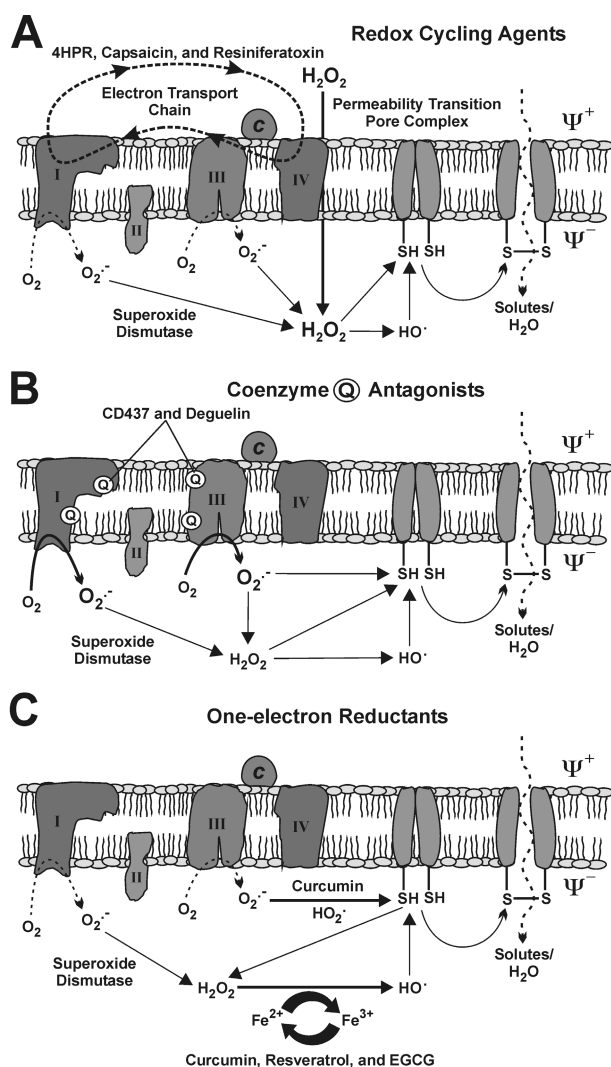 A
Redox Cycling Agents
4HPR, Capsaicin, and Resiniferatoxin
H₂O₂
Electron Transport
Chain
c
Permeability Transition
Pore Complex
Ψ⁺
I
III
IV
II
Ψ⁻
SH SH
S S
O₂
O₂·⁻
O₂
O₂·⁻
Superoxide
Dismutase
H₂O₂
HO·
Solutes/
H₂O
B
Coenzyme Q Antagonists
CD437 and Deguelin
c
Ψ⁺
Q
Q
I
III
IV
Q
Q
II
Ψ⁻
SH SH
S S
O₂
O₂·⁻
O₂
O₂·⁻
Superoxide
Dismutase
H₂O₂
HO·
Solutes/
H₂O
C
One-electron Reductants
c
Ψ⁺
I
III
IV
II
Ψ⁻
Curcumin
HO₂·
SH SH
S S
O₂
O₂·⁻
O₂
O₂·⁻
Superoxide
Dismutase
H₂O₂
HO·
Solutes/
H₂O
Fe²⁺ Fe³⁺
Curcumin, Resveratrol, and EGCG